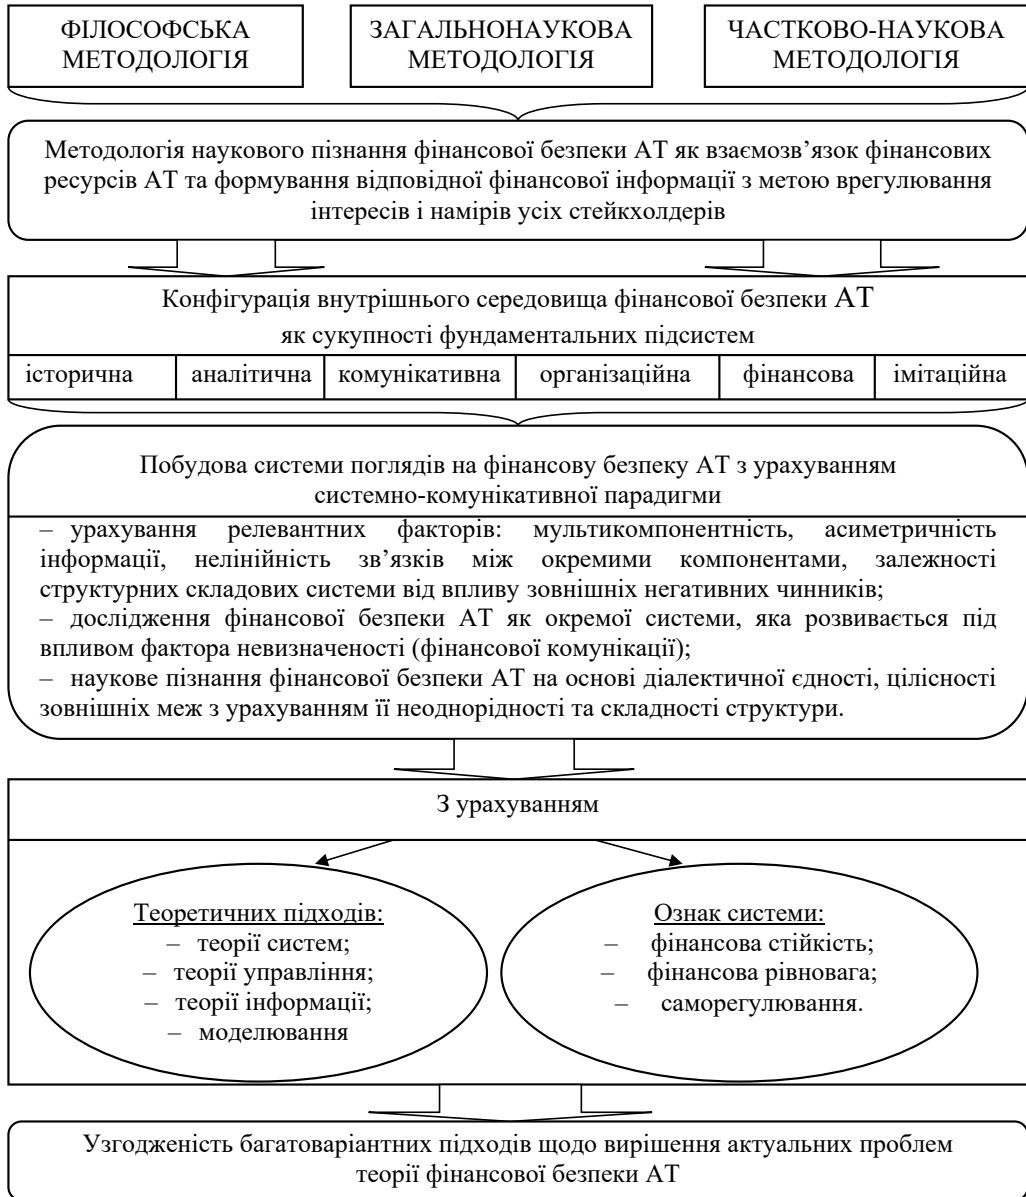 ФІЛОСОФСЬКА
МЕТОДОЛОГІЯ
ЗАГАЛЬНОНАУКОВА
МЕТОДОЛОГІЯ
ЧАСТКОВО-НАУКОВА
МЕТОДОЛОГІЯ
Методологія наукового пізнання фінансової безпеки АТ як взаємозв’язок фінансових
ресурсів АТ та формування відповідної фінансової інформації з метою врегулювання
інтересів і намірів усіх стейкхолдерів
Конфігурація внутрішнього середовища фінансової безпеки АТ
як сукупності фундаментальних підсистем
історична
аналітична
комунікативна
організаційна
фінансова
імітаційна
Побудова системи поглядів на фінансову безпеку АТ з урахуванням
системно-комунікативної парадигми
– урахування релевантних факторів: мультикомпонентність, асиметричність
інформації, нелінійність зв’язків між окремими компонентами, залежності
структурних складових системи від впливу зовнішніх негативних чинників;
– дослідження фінансової безпеки АТ як окремої системи, яка розвивається під
впливом фактора невизначеності (фінансової комунікації);
– наукове пізнання фінансової безпеки АТ на основі діалектичної єдності, цілісності
зовнішніх меж з урахуванням її неоднорідності та складності структури.
З урахуванням
Теоретичних підходів:
– теорії систем;
– теорії управління;
– теорії інформації;
– моделювання
Ознак системи:
– фінансова стійкість;
– фінансова рівновага;
– саморегулювання.
Узгодженість багатоваріантних підходів щодо вирішення актуальних проблем
теорії фінансової безпеки АТ